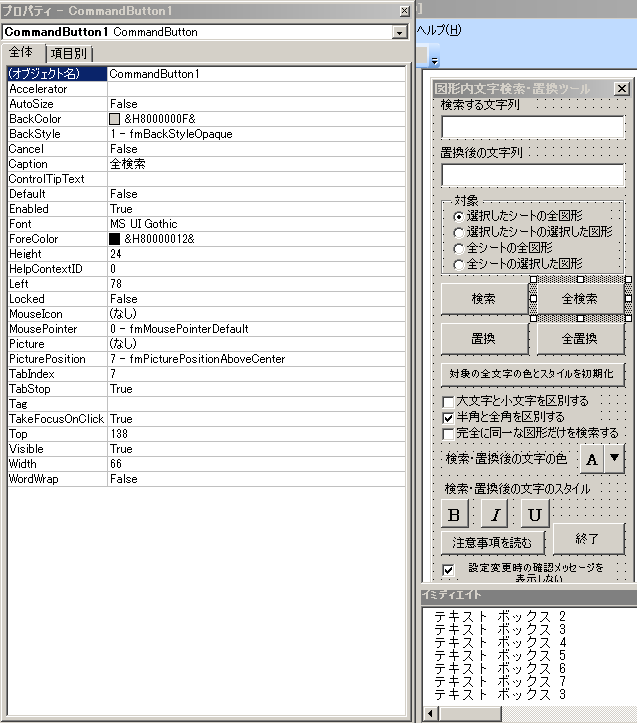 プロパティ - CommandButton1
CommandButton1 CommandButton
全体 項目別
(オブジェクト名) CommandButton1
Accelerator
AutoSize False
BackColor &H8000000F&
BackStyle 1 - fmBackStyleOpaque
Cancel False
Caption 全検索
ControlTipText
Default False
Enabled True
Font MS UI Gothic
ForeColor &H80000012&
Height 24
HelpContextID 0
Left 78
Locked False
MouseIcon (なし)
MousePointer 0 - fmMousePointerDefault
Picture (なし)
PicturePosition 7 - fmPicturePositionAboveCenter
TabIndex 7
TabStop True
Tag
TakeFocusOnClick True
Top 138
Visible True
Width 66
WordWrap False
]
ヘルプ(H)
図形内文字検索・置換ツール
検索する文字列
置換後の文字列
対象
選択したシートの全図形
選択したシートの選択した図形
全シートの全図形
全シートの選択した図形
検索 全検索
置換 全置換
対象の全文字の色とスタイルを初期化
大文字と小文字を区別する
半角と全角を区別する
完全に同一な図形だけを検索する
検索・置換後の文字の色 A
検索・置換後の文字のスタイル
B I U
注意事項を読む 終了
設定変更時の確認メッセージを
表示しない
イミディエイト
テキスト ボックス 2
テキスト ボックス 3
テキスト ボックス 4
テキスト ボックス 5
テキスト ボックス 6
テキスト ボックス 7
テキスト ボックス 3